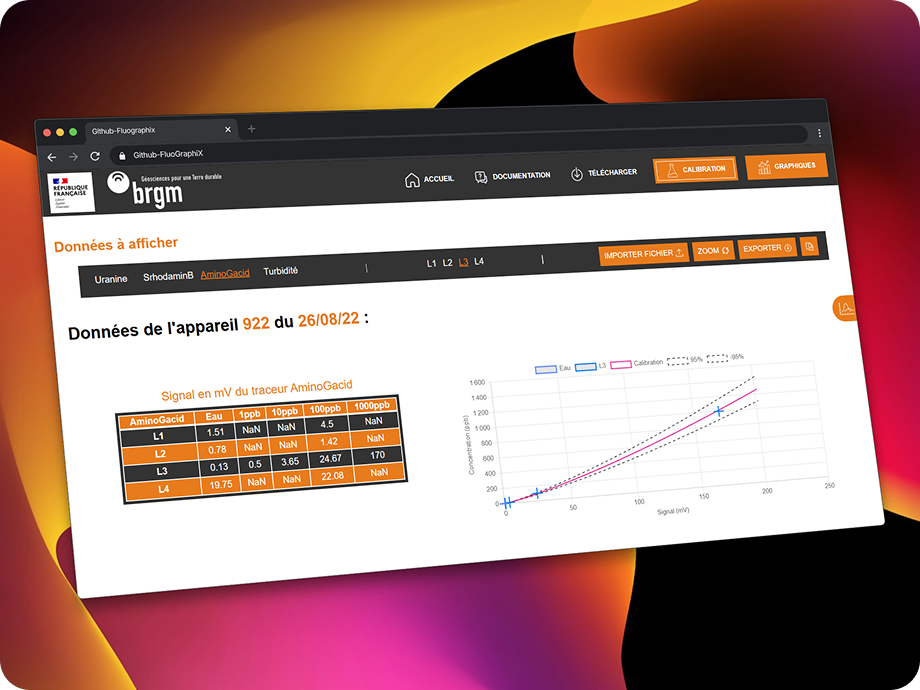 Github-Fluographix
Github-FluoGraphiX
RÉPUBLIQUE
FRANÇAISE
Liberté
Égalité
Fraternité
Géosciences pour une Terre durable
brgm
ACCUEIL
DOCUMENTATION
TÉLÉCHARGER
CALIBRATION
GRAPHIQUES
Données à afficher
Uranine SrhodaminB AminoGacid Turbidité | L1 L2 L3 L4 |
IMPORTER FICHIER
ZOOM
EXPORTER
Données de l'appareil 922 du 26/08/22 :
Signal en mV du traceur AminoGacid
AminoGacid Eau 1ppb 10ppb 100ppb 1000ppb
L1 1.51 NaN NaN 4.5 NaN
L2 0.78 NaN NaN 1.42 NaN
L3 0.13 0.5 3.65 24.67 170
L4 19.75 NaN NaN 22.08 NaN
Eau L3 Calibration 95% -95%
Concentration (ppb)
1 600
1 400
1 200
1 000
800
600
400
200
0
0 50 100 150 200 250
Signal (mV)